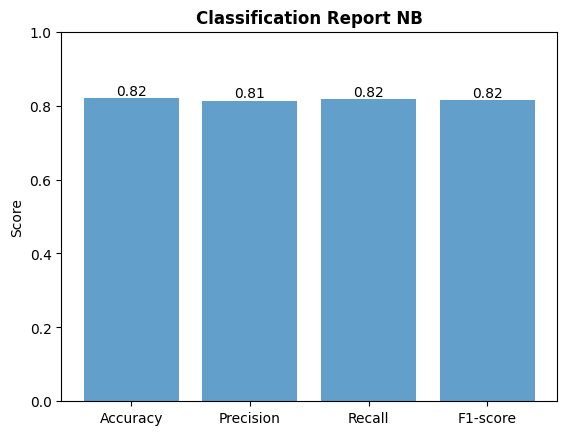 Classification Report NB
1.0
0.8
0.6
0.4
0.2
0.0
Score
0.82
0.81
0.82
0.82
Accuracy
Precision
Recall
F1-score